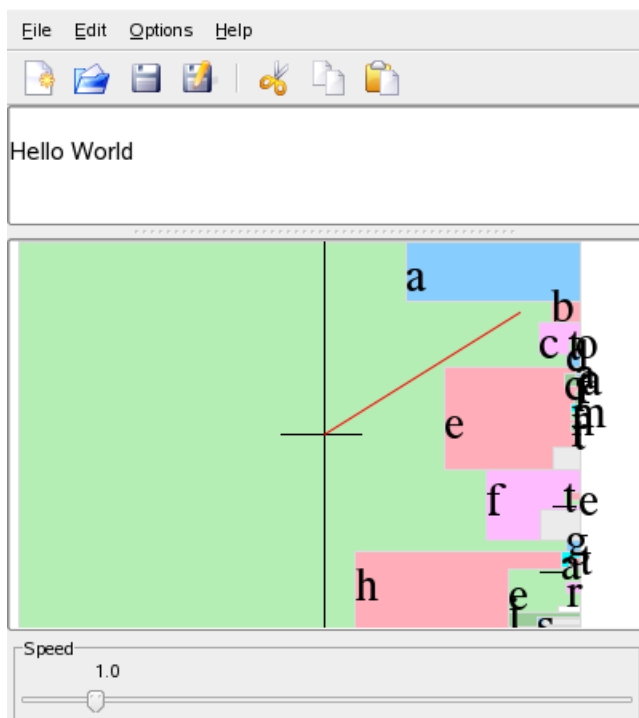 File Edit Options Help
Hello World
a
b
c t o
e
m
f t e
g
h a t
e r
s
Speed
1.0